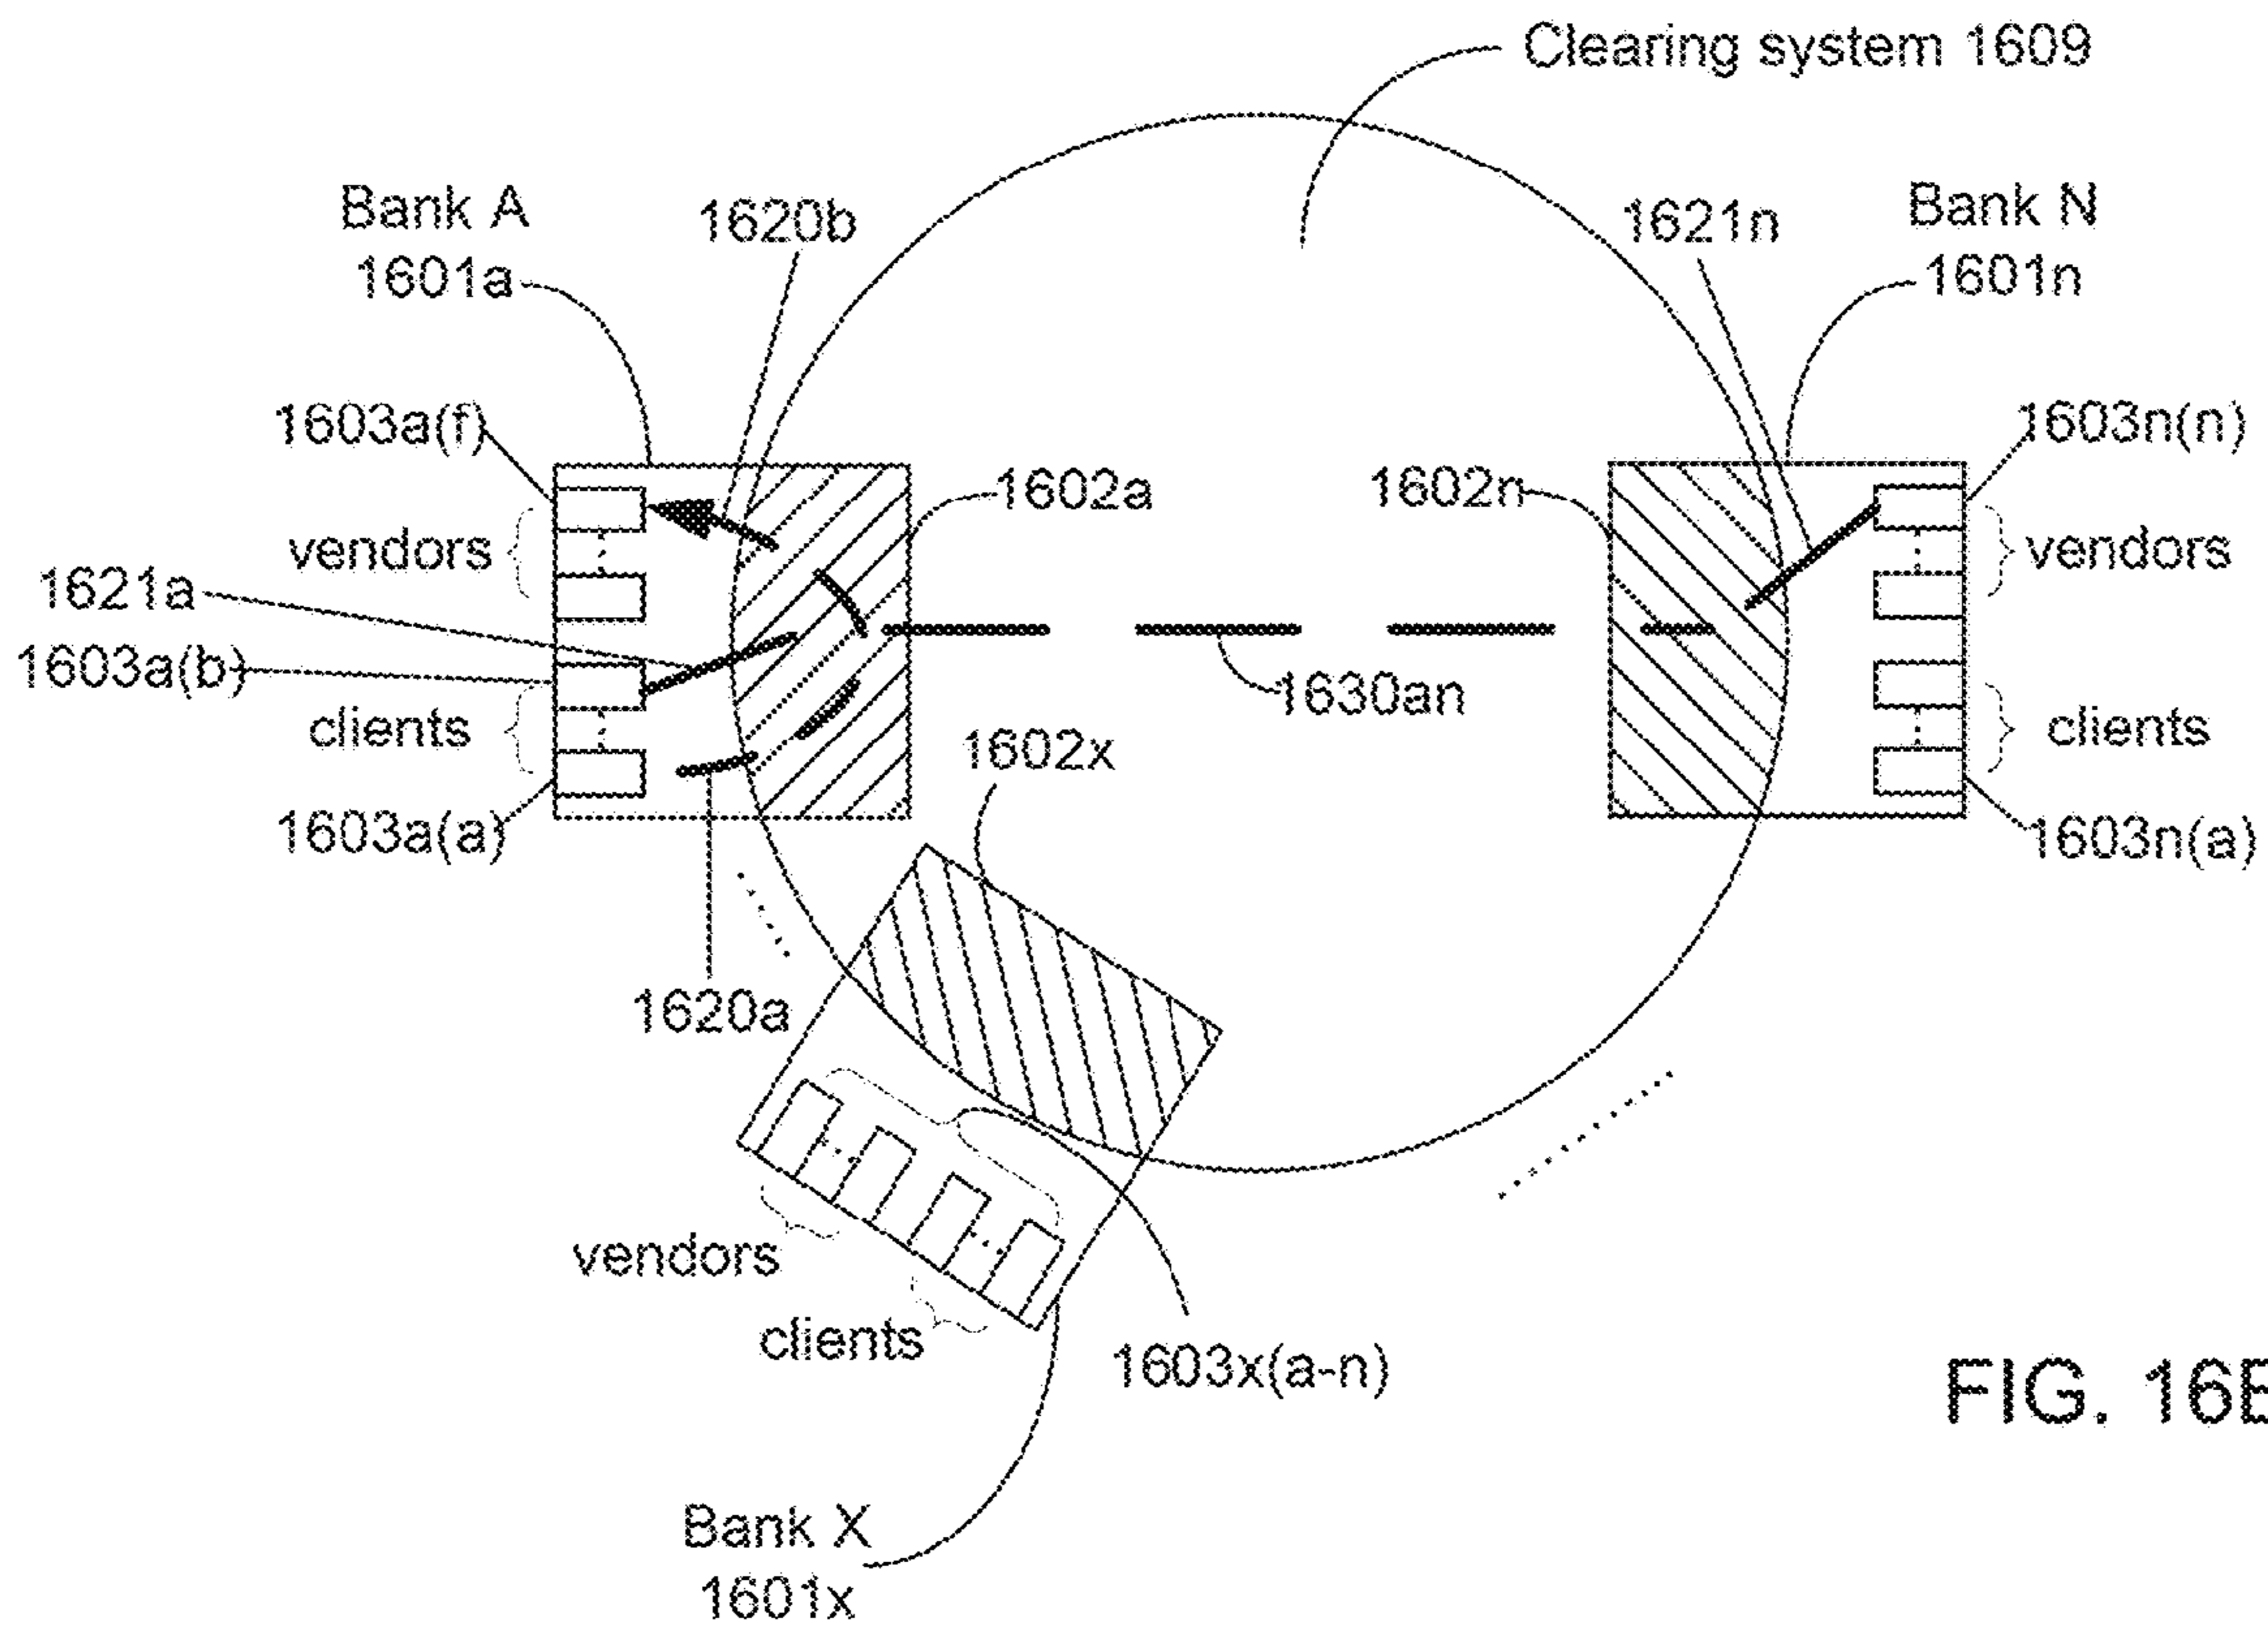 Clearing system 1609
Bank A
1601a
1620b
1621n
Bank N
1601n
1603a(f)
1603n(n)
1602a
1602n
vendors
vendors
1621a
1603a(b)
1630an
clients
clients
1602x
1603a(a)
1603n(a)
1620a
vendors
clients
1603x(a-n)
FIG. 16
Bank X
1601x